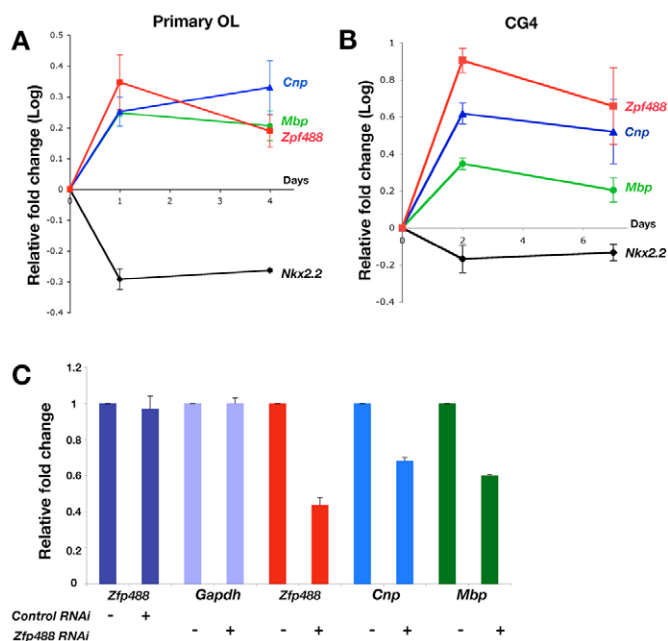 A
Primary OL
Relative fold change (Log)
0.5
0.4
0.3
0.2
0.1
0
-0.1
-0.2
-0.3
-0.4
0 1 2 3 4
Days
Cnp
Mbp
Zpf488
Nkx2.2
B
CG4
Relative fold change (Log)
1
0.8
0.6
0.4
0.2
0
-0.2
-0.4
0 2 4 6
Days
Zpf488
Cnp
Mbp
Nkx2.2
C
Relative fold change
1.2
1
0.8
0.6
0.4
0.2
0
Zfp488 Gapdh Zfp488 Cnp Mbp
Control RNAi - +
Zfp488 RNAi - + - + - + - +